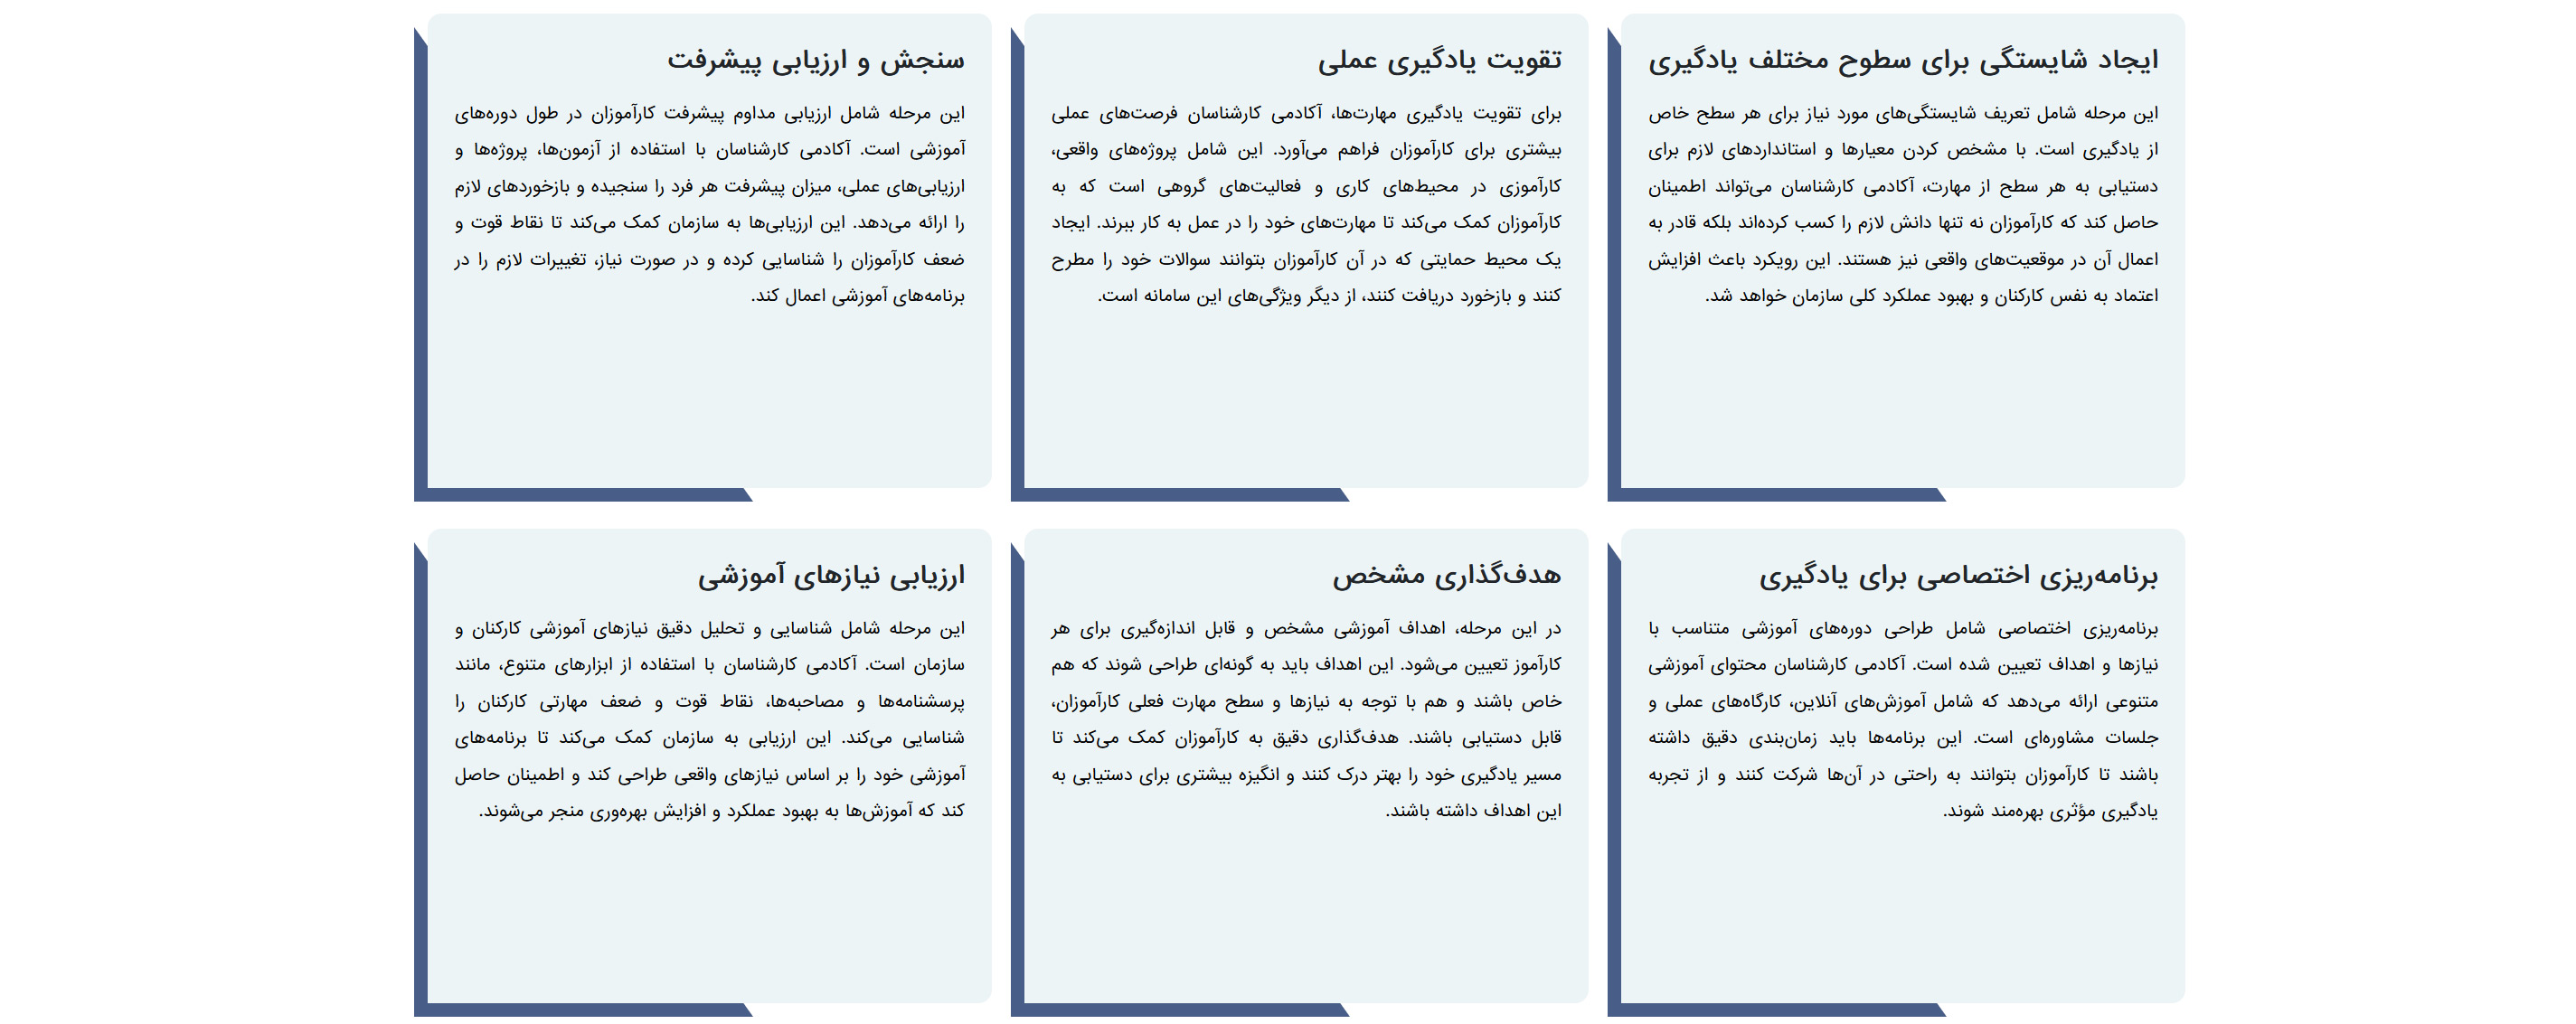 ایجاد شایستگی برای سطوح مختلف یادگیری
این مرحله شامل تعریف شایستگی‌های مورد نیاز برای هر سطح خاص
از یادگیری است. با مشخص کردن معیارها و استانداردهای لازم برای
دستیابی به هر سطح از مهارت، آکادمی کارشناسان می‌تواند اطمینان
حاصل کند که کارآموزان نه تنها دانش لازم را کسب کرده‌اند بلکه قادر به
اعمال آن در موقعیت‌های واقعی نیز هستند. این رویکرد باعث افزایش
اعتماد به نفس کارکنان و بهبود عملکرد کلی سازمان خواهد شد.
تقویت یادگیری عملی
برای تقویت یادگیری مهارت‌ها، آکادمی کارشناسان فرصت‌های عملی
بیشتری برای کارآموزان فراهم می‌آورد. این شامل پروژه‌های واقعی،
کارآموزی در محیط‌های کاری و فعالیت‌های گروهی است که به
کارآموزان کمک می‌کند تا مهارت‌های خود را در عمل به کار ببرند. ایجاد
یک محیط حمایتی که در آن کارآموزان بتوانند سوالات خود را مطرح
کنند و بازخورد دریافت کنند، از دیگر ویژگی‌های این سامانه است.
سنجش و ارزیابی پیشرفت
این مرحله شامل ارزیابی مداوم پیشرفت کارآموزان در طول دوره‌های
آموزشی است. آکادمی کارشناسان با استفاده از آزمون‌ها، پروژه‌ها و
ارزیابی‌های عملی، میزان پیشرفت هر فرد را سنجیده و بازخوردهای لازم
را ارائه می‌دهد. این ارزیابی‌ها به سازمان کمک می‌کند تا نقاط قوت و
ضعف کارآموزان را شناسایی کرده و در صورت نیاز، تغییرات لازم را در
برنامه‌های آموزشی اعمال کند.
برنامه‌ریزی اختصاصی برای یادگیری
برنامه‌ریزی اختصاصی شامل طراحی دوره‌های آموزشی متناسب با
نیازها و اهداف تعیین شده است. آکادمی کارشناسان محتوای آموزشی
متنوعی ارائه می‌دهد که شامل آموزش‌های آنلاین، کارگاه‌های عملی و
جلسات مشاوره‌ای است. این برنامه‌ها باید زمان‌بندی دقیق داشته
باشند تا کارآموزان بتوانند به راحتی در آن‌ها شرکت کنند و از تجربه
یادگیری مؤثری بهره‌مند شوند.
هدف‌گذاری مشخص
در این مرحله، اهداف آموزشی مشخص و قابل اندازه‌گیری برای هر
کارآموز تعیین می‌شود. این اهداف باید به گونه‌ای طراحی شوند که هم
خاص باشند و هم با توجه به نیازها و سطح مهارت فعلی کارآموزان،
قابل دستیابی باشند. هدف‌گذاری دقیق به کارآموزان کمک می‌کند تا
مسیر یادگیری خود را بهتر درک کنند و انگیزه بیشتری برای دستیابی به
این اهداف داشته باشند.
ارزیابی نیازهای آموزشی
این مرحله شامل شناسایی و تحلیل دقیق نیازهای آموزشی کارکنان و
سازمان است. آکادمی کارشناسان با استفاده از ابزارهای متنوع، مانند
پرسشنامه‌ها و مصاحبه‌ها، نقاط قوت و ضعف مهارتی کارکنان را
شناسایی می‌کند. این ارزیابی به سازمان کمک می‌کند تا برنامه‌های
آموزشی خود را بر اساس نیازهای واقعی طراحی کند و اطمینان حاصل
کند که آموزش‌ها به بهبود عملکرد و افزایش بهره‌وری منجر می‌شوند.